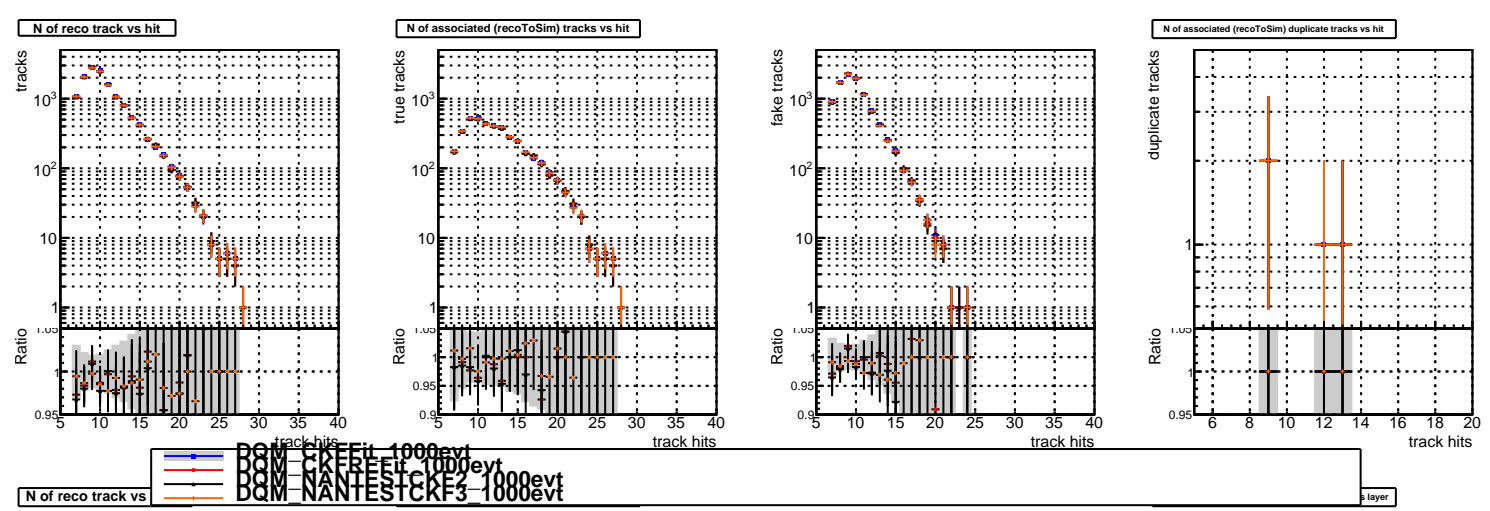 N of reco track vs hit
tracks
10³
10²
10
1
5 10 15 20 25 30 35 40
Ratio
1.05
1
0.95
track hits
N of associated (recoToSim) tracks vs hit
true tracks
10³
10²
10
1
5 10 15 20 25 30 35 40
Ratio
1.05
1
0.95
0.9
track hits
fake tracks
10³
10²
10
1
5 10 15 20 25 30 35 40
Ratio
1.05
1
0.95
0.9
track hits
N of associated (recoToSim) duplicate tracks vs hit
duplicate tracks
1
6 8 10 12 14 16 18 20
Ratio
1.05
1
0.95
track hits
DQM_CKFFit_1000evt
DQM_CKFREFit_1000evt
DQM_NANTESTCKF2_1000evt
DQM_NANTESTCKF3_1000evt
N of reco track vs
s layer